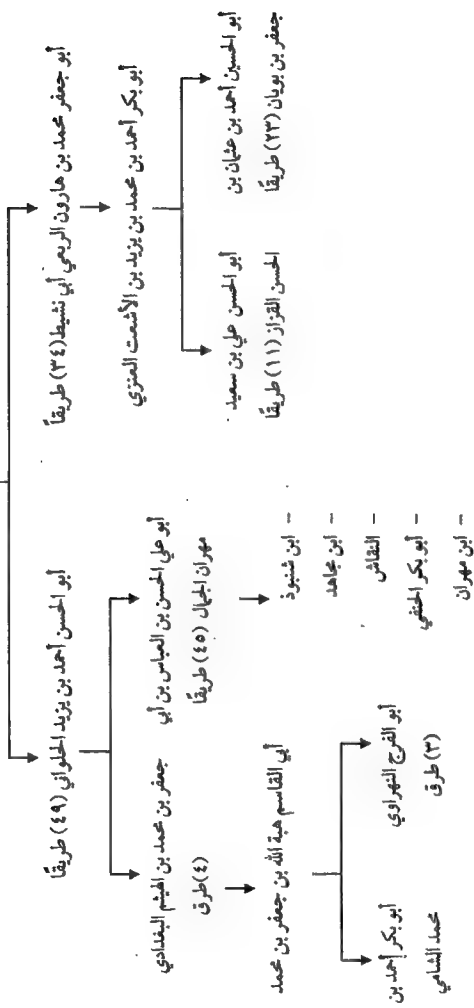 أبو جعفر محمد بن هارون الربعي أبي نشيط (٣٤) طريقاً
أبو بكر أحمد بن محمد بن يزيد بن الأشعث العنزي
أبو الحسين أحمد بن عثمان بن
جعفر بن بويان (٢٣) طريقًا
أبو الحسن علي بن سعيد
الحسن القزاز (١١) طريقًا
أبو الحسن أحمد بن يزيد الحلواني (٤٩) طريقًا
أبو علي الحسن بن العباس بن أبي
مهران الجمال (٤٥) طريقًا
- ابن شنبوذ
- ابن مجاهد
- النقاش
- أبو بكر الحنفي
- ابن مهران
جعفر بن محمد بن الهيثم البغدادي
(٤) طرق
أبي القاسم هبة الله بن جعفر بن محمد
أبو الفرج النهراوي
(٣) طرق
أبو بكر أحمد بن
محمد الشامي